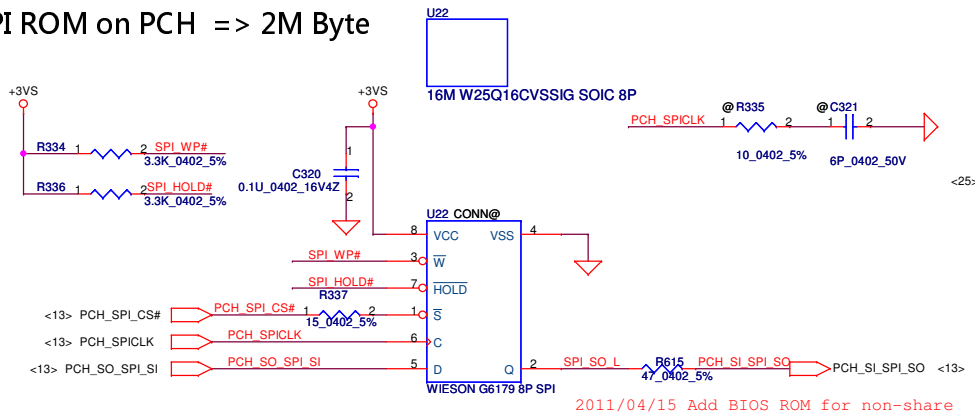 PI ROM on PCH => 2M Byte
U22
16M W25Q16CVSSIG SOIC 8P
+3VS
+3VS
R334 1 2 SPI_WP#
3.3K_0402_5%
R336 1 2 SPI_HOLD#
3.3K_0402_5%
1
C320
0.1U_0402_16V4Z
2
PCH_SPICLK 1 @ R335 2 1 @ C321 2
10_0402_5% 6P_0402_50V
<25>
U22 CONN@
8 VCC VSS 4
SPI_WP# 3 W
SPI_HOLD# 7 HOLD
R337
<13> PCH_SPI_CS# PCH_SPI_CS# 1 2 1 S
15_0402_5%
<13> PCH_SPICLK PCH_SPICLK 6 C
<13> PCH_SO_SPI_SI PCH_SO_SPI_SI 5 D Q 2 SPI_SO_L R615 PCH_SI_SPI_SO PCH_SI_SPI_SO <13>
47_0402_5%
WIESON G6179 8P SPI
2011/04/15 Add BIOS ROM for non-share